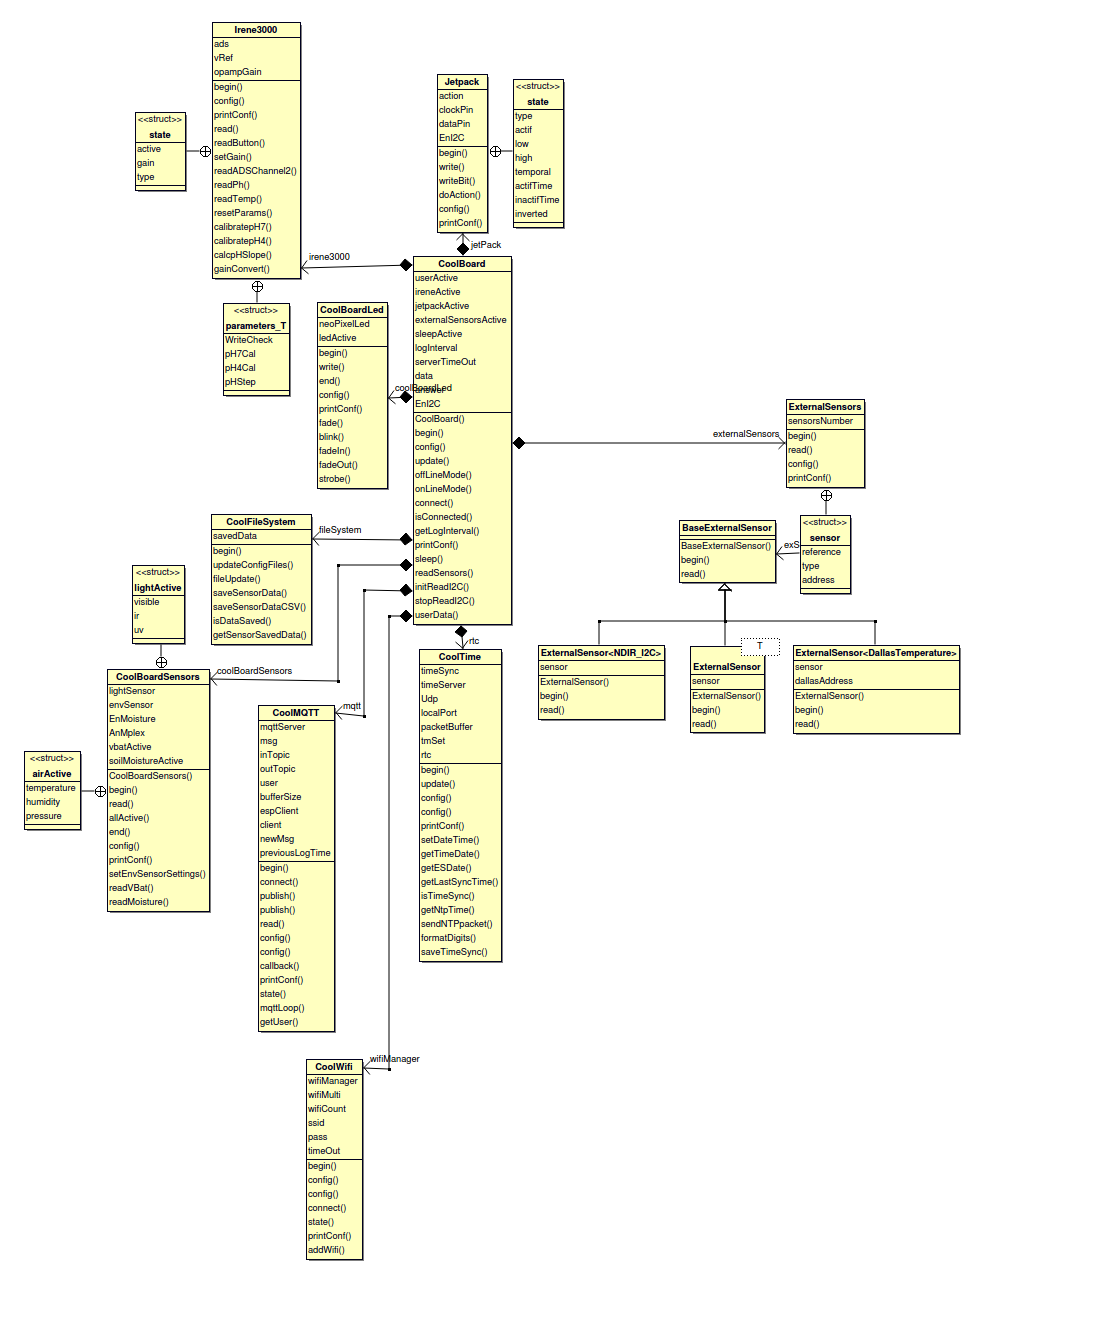 Irene3000
ads
vRef
opampGain
begin()
config()
printConf()
read()
readButton()
setGain()
readADSChannel2()
readPh()
readTemp()
resetParams()
calibratepH7()
calibratepH4()
calcpHSlope()
gainConvert()
<<struct>>
state
active
gain
type
Jetpack
action
clockPin
dataPin
EnI2C
begin()
write()
writeBit()
doAction()
config()
printConf()
<<struct>>
state
type
actif
low
high
temporal
actifTime
inactifTime
inverted
jetPack
irene3000
<<struct>>
parameters_T
WriteCheck
pH7Cal
pH4Cal
pHStep
CoolBoardLed
neoPixelLed
ledActive
begin()
write()
end()
config()
printConf()
fade()
blink()
fadeIn()
fadeOut()
strobe()
coolBoardLed
CoolBoard
userActive
ireneActive
jetpackActive
externalSensorsActive
sleepActive
logInterval
serverTimeOut
data
answer
EnI2C
CoolBoard()
begin()
config()
update()
offLineMode()
onLineMode()
connect()
isConnected()
getLogInterval()
printConf()
sleep()
readSensors()
initReadI2C()
stopReadI2C()
userData()
externalSensors
ExternalSensors
sensorsNumber
begin()
read()
config()
printConf()
<<struct>>
sensor
reference
type
address
exS
BaseExternalSensor
BaseExternalSensor()
begin()
read()
ExternalSensor<NDIR_I2C>
sensor
ExternalSensor()
begin()
read()
T
ExternalSensor
sensor
ExternalSensor()
begin()
read()
ExternalSensor<DallasTemperature>
sensor
dallasAddress
ExternalSensor()
begin()
read()
CoolFileSystem
savedData
begin()
updateConfigFiles()
fileUpdate()
saveSensorData()
saveSensorDataCSV()
isDataSaved()
getSensorSavedData()
fileSystem
<<struct>>
lightActive
visible
ir
uv
coolBoardSensors
CoolBoardSensors
lightSensor
envSensor
EnMoisture
AnMplex
vbatActive
soilMoistureActive
CoolBoardSensors()
begin()
read()
allActive()
end()
config()
printConf()
setEnvSensorSettings()
readVBat()
readMoisture()
<<struct>>
airActive
temperature
humidity
pressure
mqtt
CoolMQTT
mqttServer
msg
inTopic
outTopic
user
bufferSize
espClient
client
newMsg
previousLogTime
begin()
connect()
publish()
publish()
read()
config()
config()
callback()
printConf()
state()
mqttLoop()
getUser()
rtc
CoolTime
timeSync
timeServer
Udp
localPort
packetBuffer
tmSet
rtc
begin()
update()
config()
config()
printConf()
setDateTime()
getTimeDate()
getESDate()
getLastSyncTime()
isTimeSync()
getNtpTime()
sendNTPpacket()
formatDigits()
saveTimeSync()
wifiManager
CoolWifi
wifiManager
wifiMulti
wifiCount
ssid
pass
timeOut
begin()
config()
config()
connect()
state()
printConf()
addWifi()